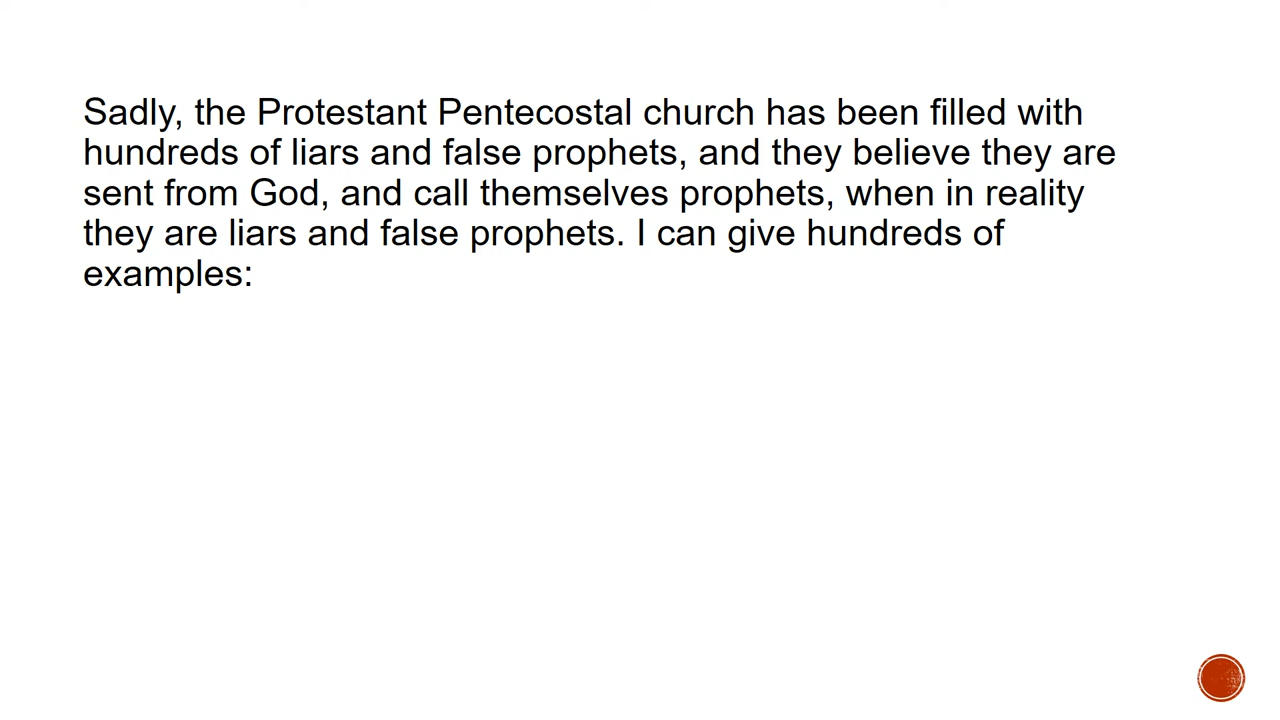 Sadly, the Protestant Pentecostal church has been filled with
hundreds of liars and false prophets, and they believe they are
sent from God, and call themselves prophets, when in reality
they are liars and false prophets. I can give hundreds of
examples: